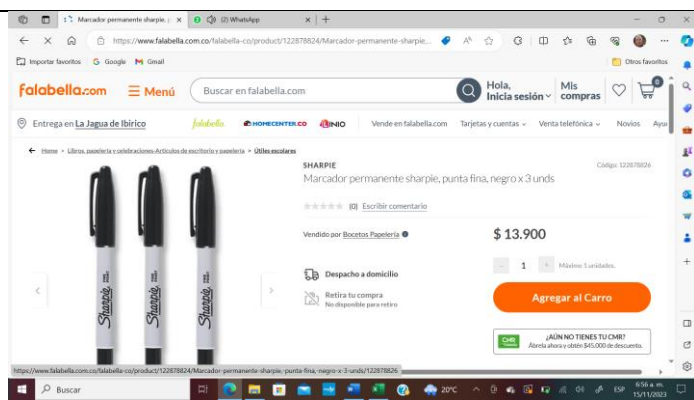 Marcador permanente sharpie, p
(2) WhatsApp
https://www.falabella.com.co/falabella-co/product/122878824/Marcador-permanente-sharpie,...
Importar favoritos
Google
Gmail
Otros favoritos
falabella.com
Menú
Buscar en falabella.com
Hola,
Inicia sesión
Mis
compras
0
Entrega en La Jagua de Ibirico
falabella.
HOMECENTER.CO
LINIO
Vende en falabella.com
Tarjetas y cuentas
Venta telefónica
Novios
Ayu
Home
Libros, papelería y celebraciones-Artículos de escritorio y papelería
Útiles escolares
SHARPIE
Código: 122878826
Marcador permanente sharpie, punta fina, negro x 3 unds
(0) Escribir comentario
Vendido por Bocetos Papelería
$ 13.900
- 1 + Máximo 5 unidades.
Despacho a domicilio
Retira tu compra
No disponible para retiro
Agregar al Carro
CMR
¿AÚN NO TIENES TU CMR?
Ábrela ahora y obtén $45.000 de descuento.
Sharpie
Sharpie
Sharpie
https://www.falabella.com.co/falabella-co/product/122878824/Marcador-permanente-sharpie,-punta-fina,-negro-x-3-unds/122878826
Buscar
20°C
ESP
6:56 a. m.
15/11/2023